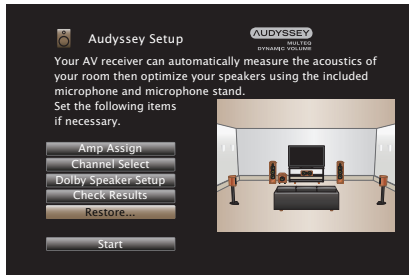 Audyssey Setup
AUDYSSEY
MULTEQ
DYNAMIC VOLUME
Your AV receiver can automatically measure the acoustics of
your room then optimize your speakers using the included
microphone and microphone stand.
Set the following items
if necessary.
Amp Assign
Channel Select
Dolby Speaker Setup
Check Results
Restore...
Start